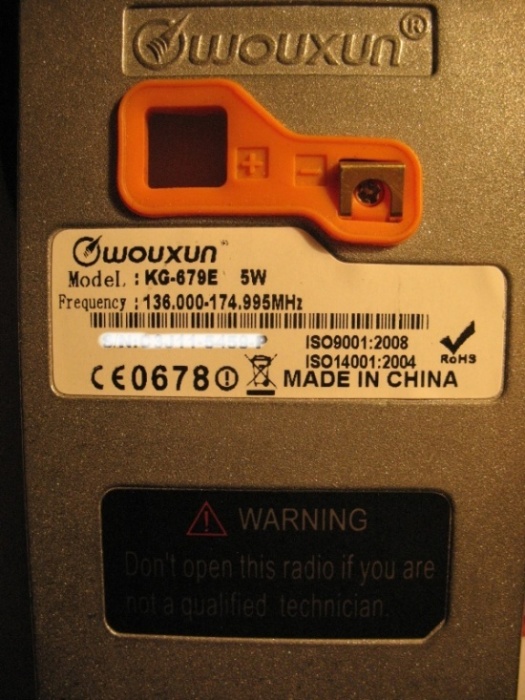 wouxun®
+ −
wouxun®
Model : KG-679E 5W
Frequency : 136.000-174.995MHz
ISO9001:2008
ISO14001:2004
RoHS
CE0678 MADE IN CHINA
WARNING
Don't open this radio if you are
not a qualified technician.